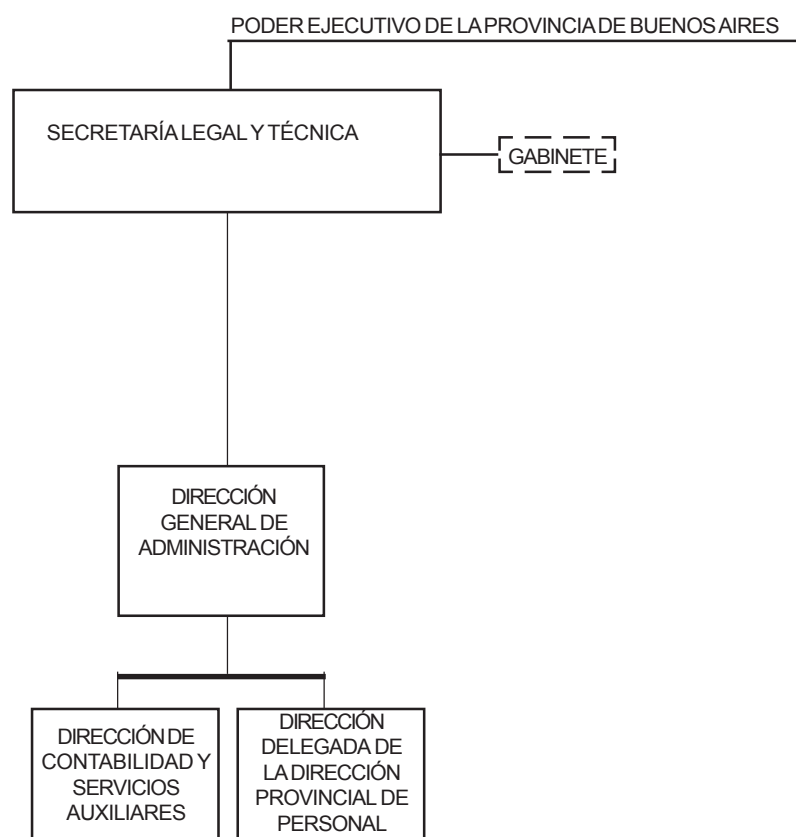 PODER EJECUTIVO DE LA PROVINCIA DE BUENOS AIRES
SECRETARÍA LEGAL Y TÉCNICA
GABINETE
DIRECCIÓN
GENERAL DE
ADMINISTRACIÓN
DIRECCIÓN DE
CONTABILIDAD Y
SERVICIOS
AUXILIARES
DIRECCIÓN
DELEGADA DE
LA DIRECCIÓN
PROVINCIAL DE
PERSONAL